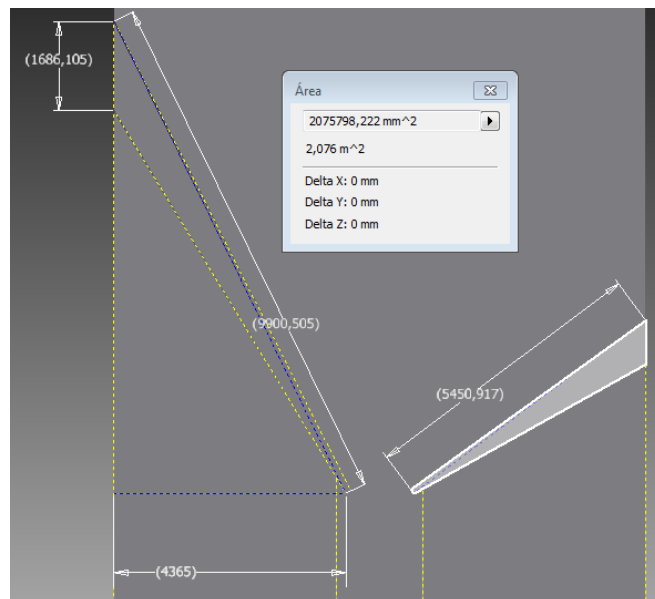 (1686,105)
Área
2075798,222 mm^2
2,076 m^2
Delta X: 0 mm
Delta Y: 0 mm
Delta Z: 0 mm
(9900,505)
(5450,917)
(4365)